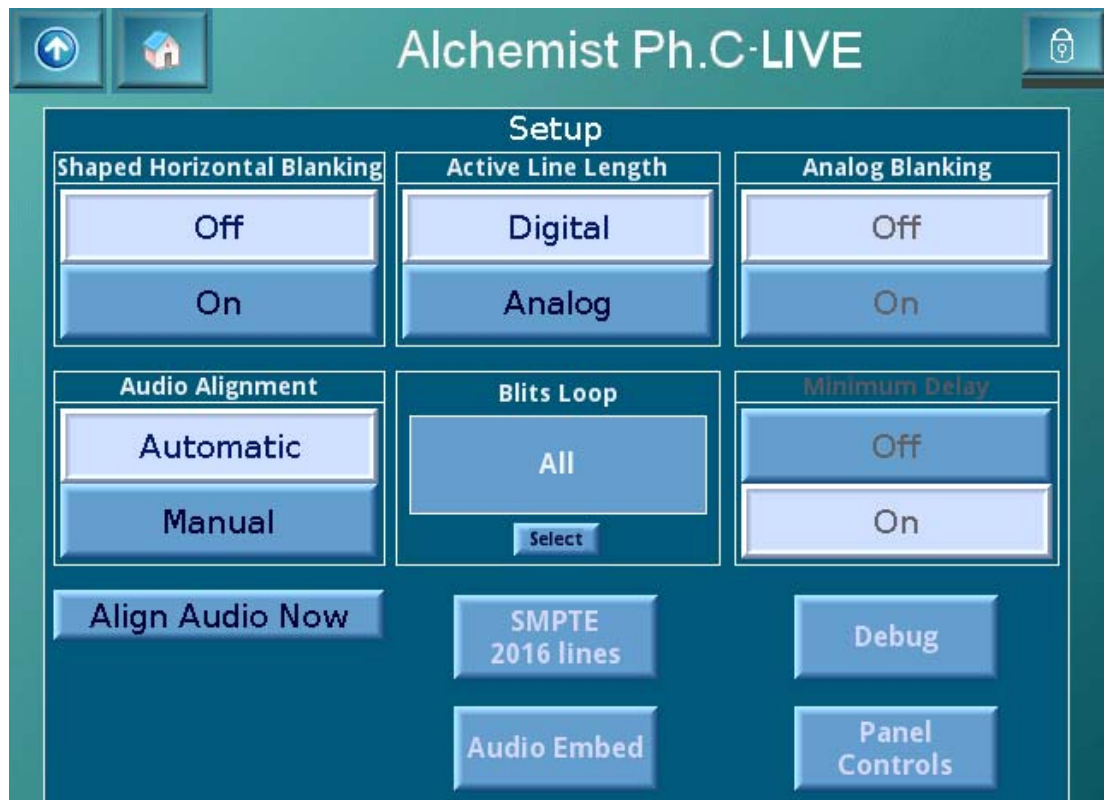 Alchemist Ph.C-LIVE
Setup
Shaped Horizontal Blanking
Off
On
Active Line Length
Digital
Analog
Analog Blanking
Off
On
Audio Alignment
Automatic
Manual
Blits Loop
All
Select
Minimum Delay
Off
On
Align Audio Now
SMPTE
2016 lines
Debug
Audio Embed
Panel
Controls